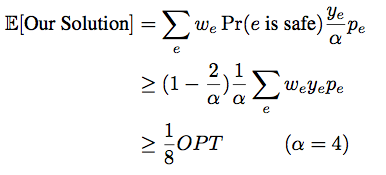 𝔼[Our Solution] = ∑_e w_e Pr(e is safe) (y_e/α) p_e
≥ (1 − 2/α) (1/α) ∑_e w_e y_e p_e
≥ (1/8) OPT (α = 4)